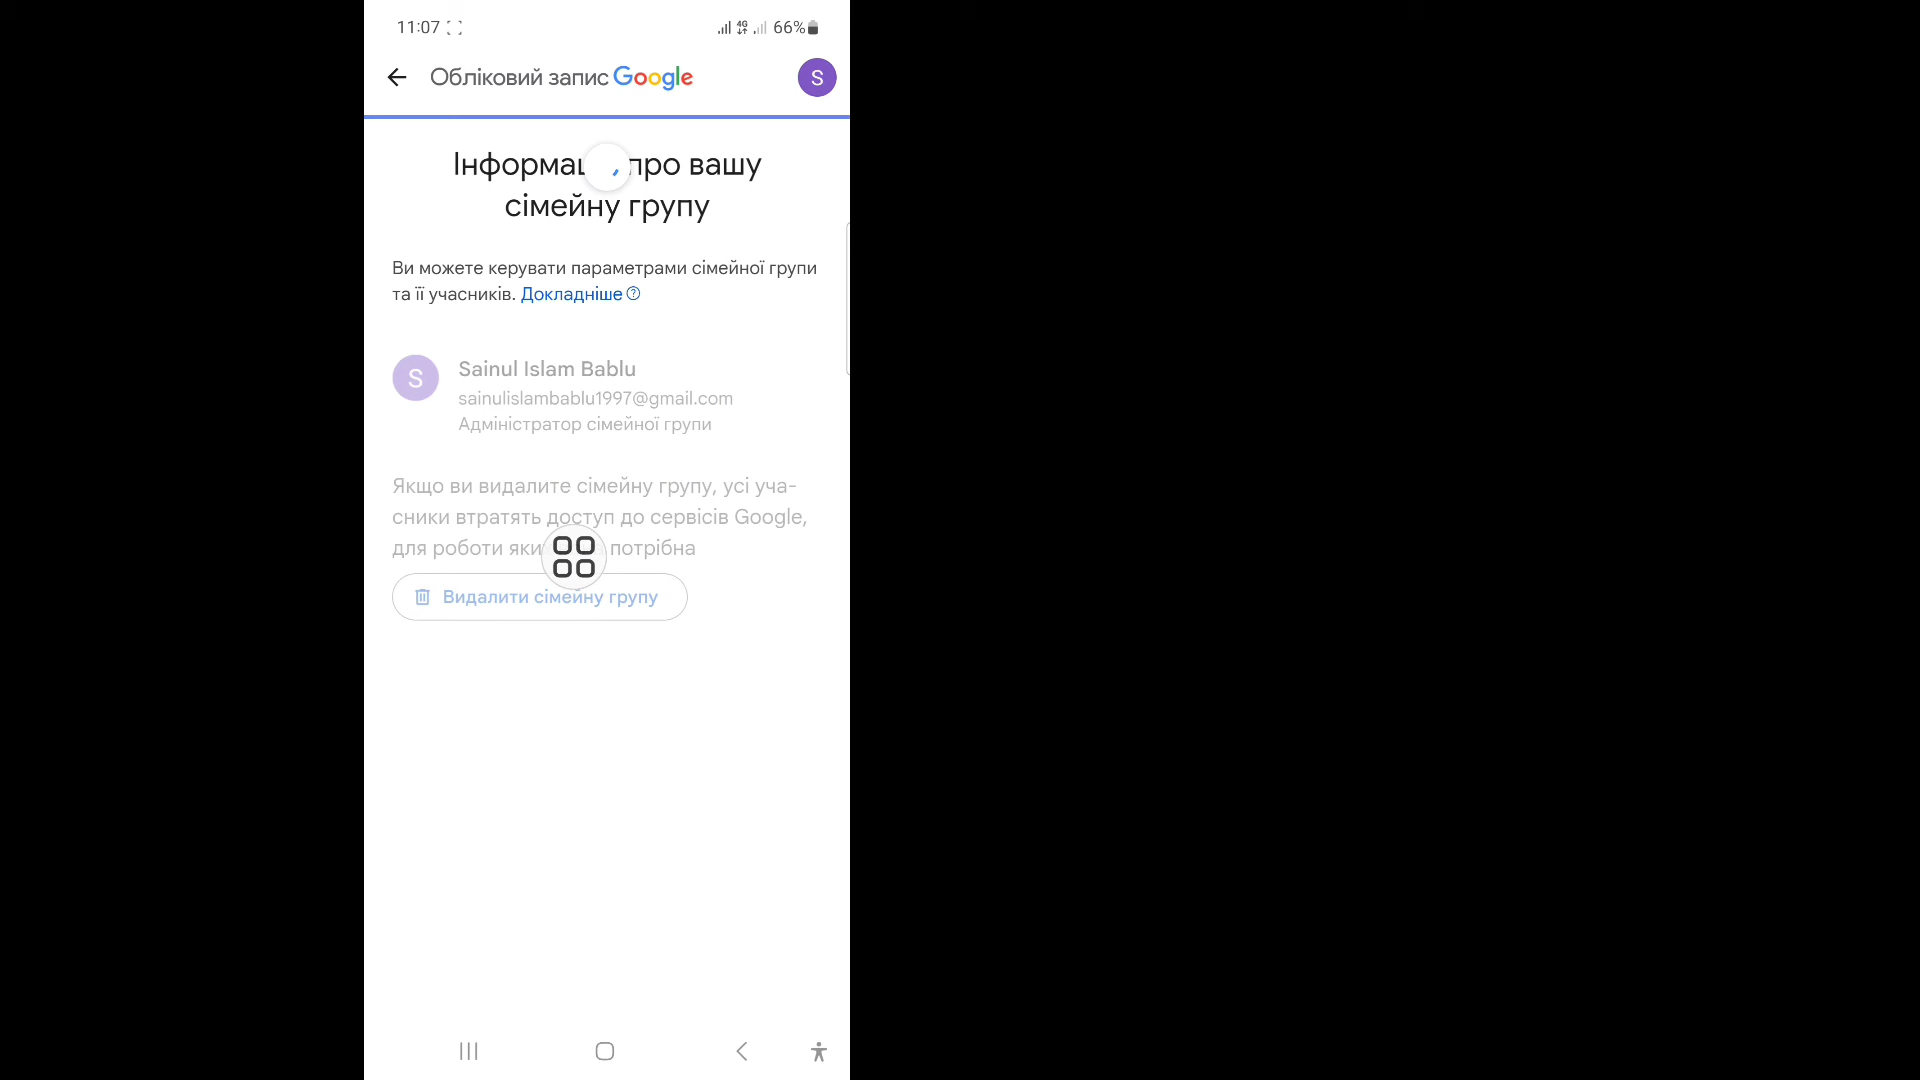 11:07
4G
66%
Обліковий запис Google
S
Інформац про вашу
сімейну групу
Ви можете керувати параметрами сімейної групи
та її учасників. Докладніше
S
Sainul Islam Bablu
sainulislambablu1997@gmail.com
Адміністратор сімейної групи
Якщо ви видалите сімейну групу, усі уча-
сники втратять доступ до сервісів Google,
для роботи яки потрібна
Видалити сімейну групу